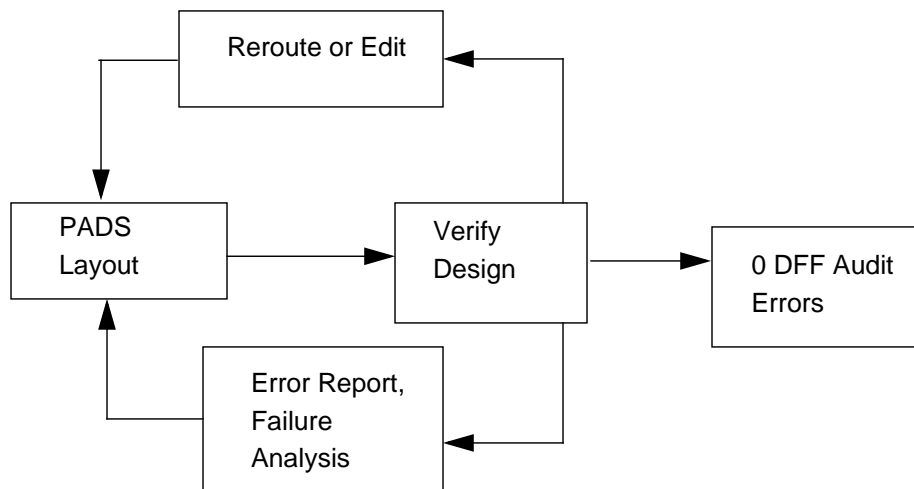 Reroute or Edit
PADS
Layout
Verify
Design
0 DFF Audit
Errors
Error Report,
Failure
Analysis